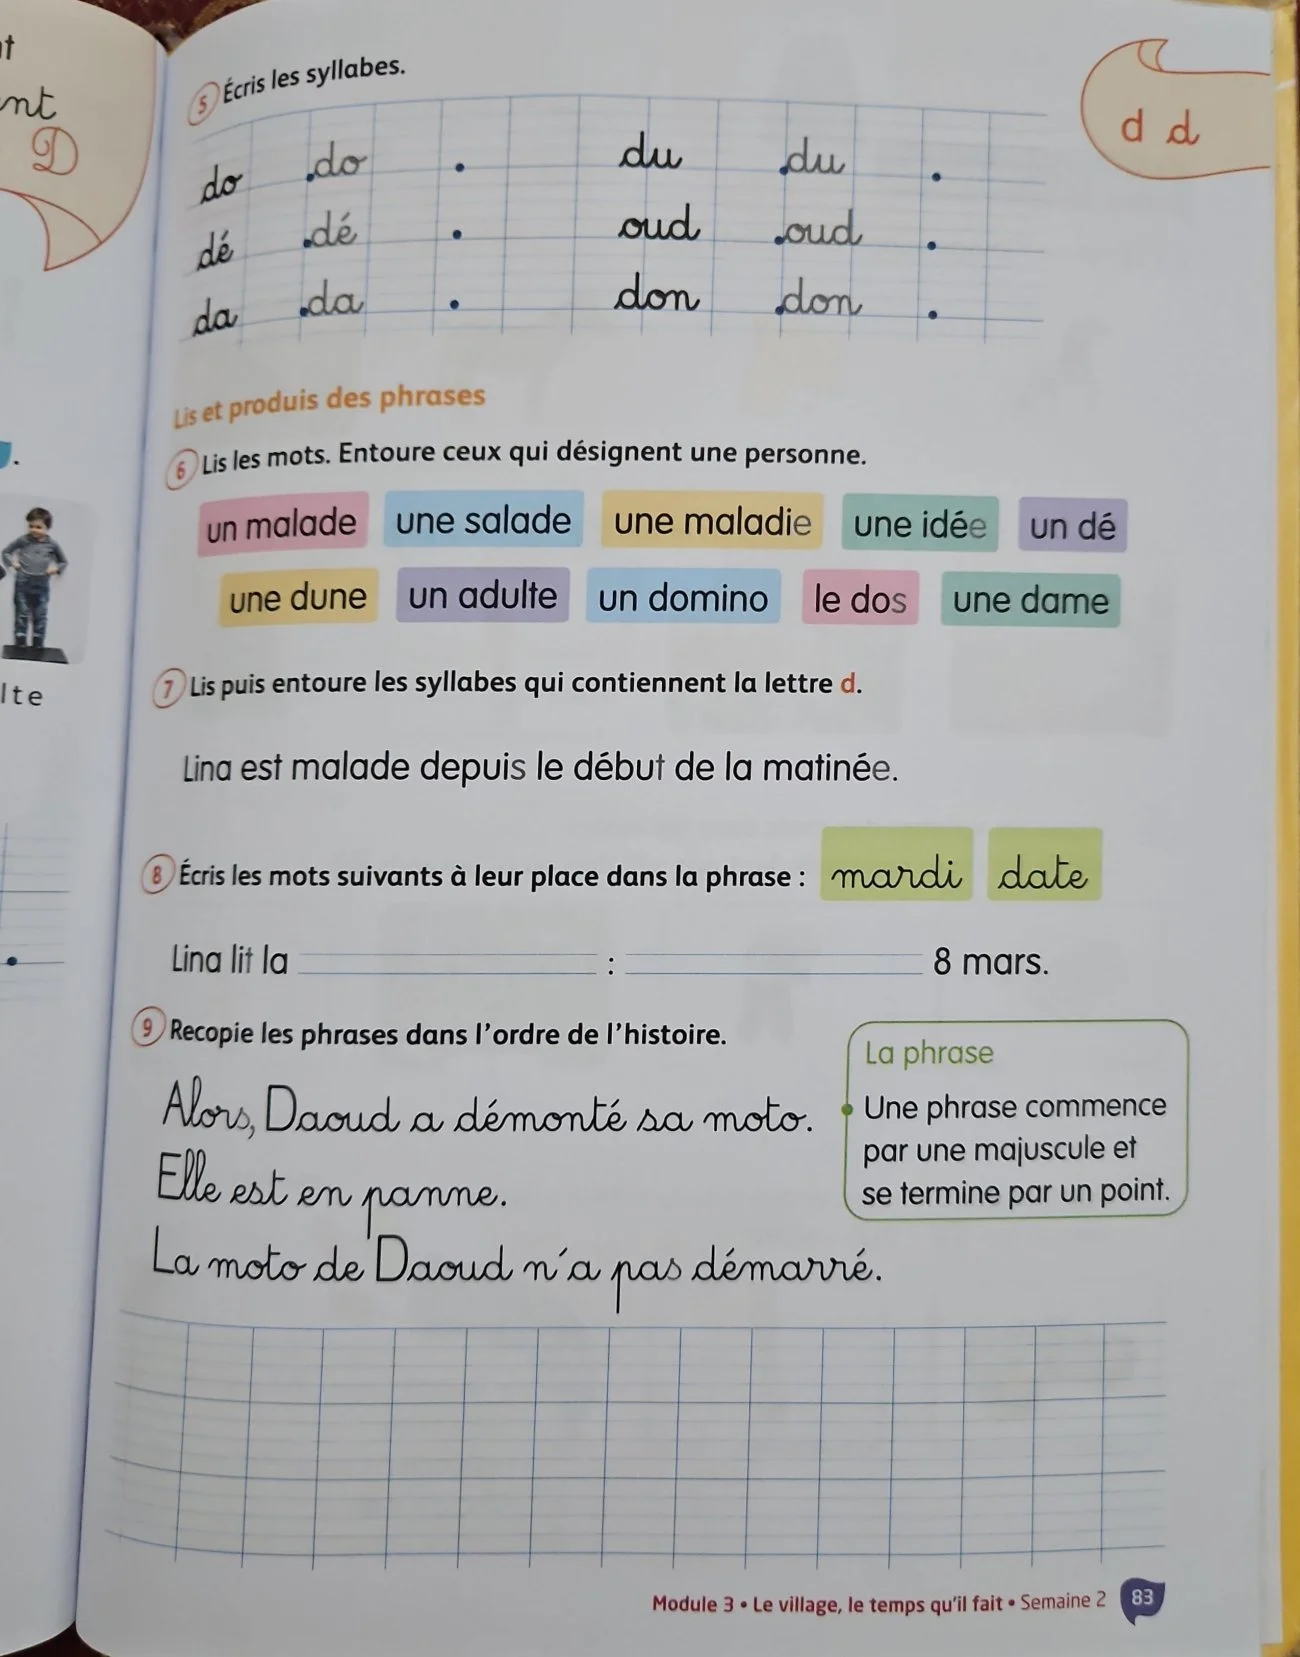 nt
D
lte
5 Écris les syllabes.
d d
do .do . du .du .
dé .dé . oud .oud .
da .da . don .don .
Lis et produis des phrases
6 Lis les mots. Entoure ceux qui désignent une personne.
un malade une salade une maladie une idée un dé
une dune un adulte un domino le dos une dame
7 Lis puis entoure les syllabes qui contiennent la lettre d.
Lina est malade depuis le début de la matinée.
8 Écris les mots suivants à leur place dans la phrase : mardi date
Lina lit la : 8 mars.
9 Recopie les phrases dans l'ordre de l'histoire.
Alors, Daoud a démonté sa moto.
Elle est en panne.
La moto de Daoud n'a pas démarré.
La phrase
Une phrase commence
par une majuscule et
se termine par un point.
Module 3 • Le village, le temps qu'il fait • Semaine 2 83